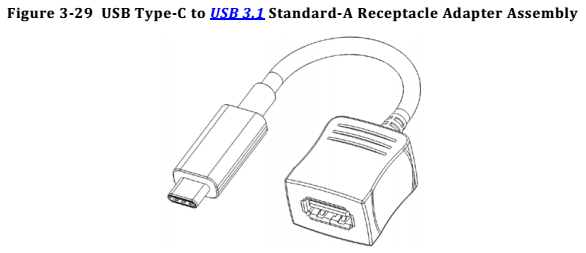 Figure 3-29 USB Type-C to USB 3.1 Standard-A Receptacle Adapter Assembly